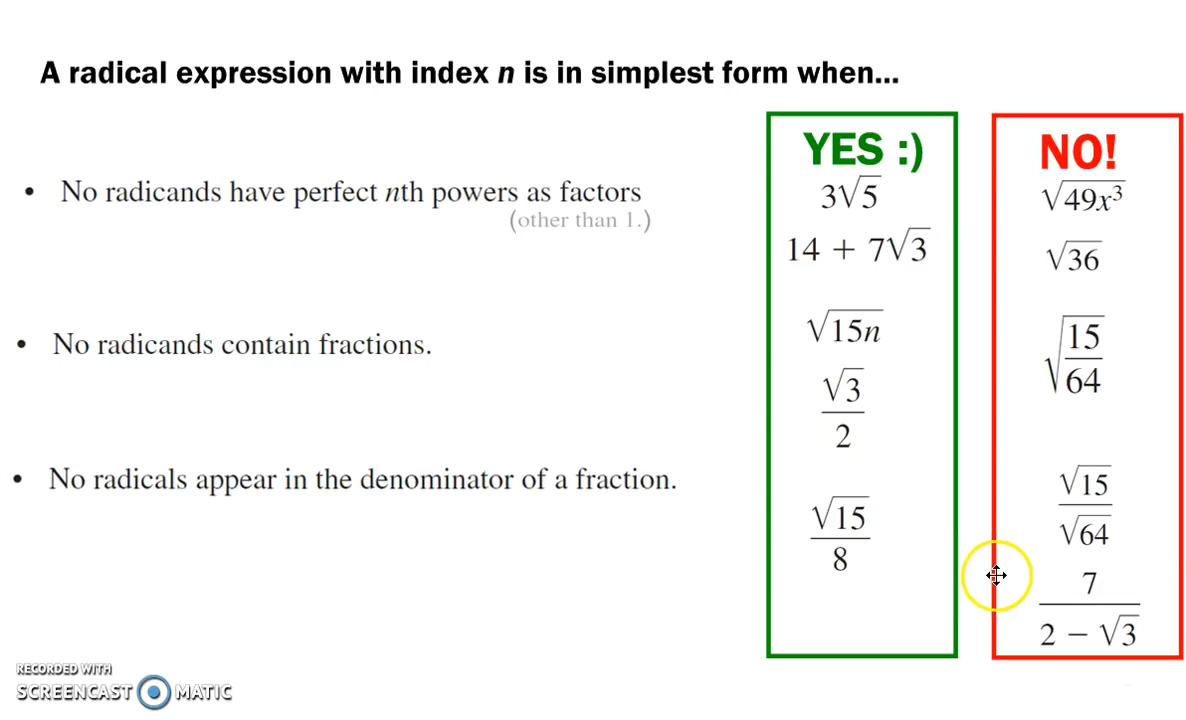 A radical expression with index n is in simplest form when...
• No radicands have perfect nth powers as factors
(other than 1.)
• No radicands contain fractions.
• No radicals appear in the denominator of a fraction.
YES :)
3√5
14 + 7√3
√15n
√3
2
√15
8
NO!
√49x³
√36
√15
64
√15
√64
7
2 − √3
RECORDED WITH
SCREENCAST MATIC